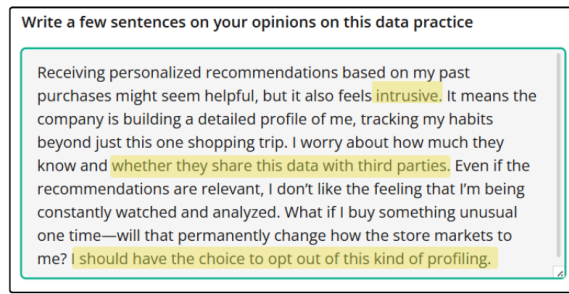 Write a few sentences on your opinions on this data practice
Receiving personalized recommendations based on my past
purchases might seem helpful, but it also feels intrusive. It means the
company is building a detailed profile of me, tracking my habits
beyond just this one shopping trip. I worry about how much they
know and whether they share this data with third parties. Even if the
recommendations are relevant, I don’t like the feeling that I’m being
constantly watched and analyzed. What if I buy something unusual
one time—will that permanently change how the store markets to
me? I should have the choice to opt out of this kind of profiling.